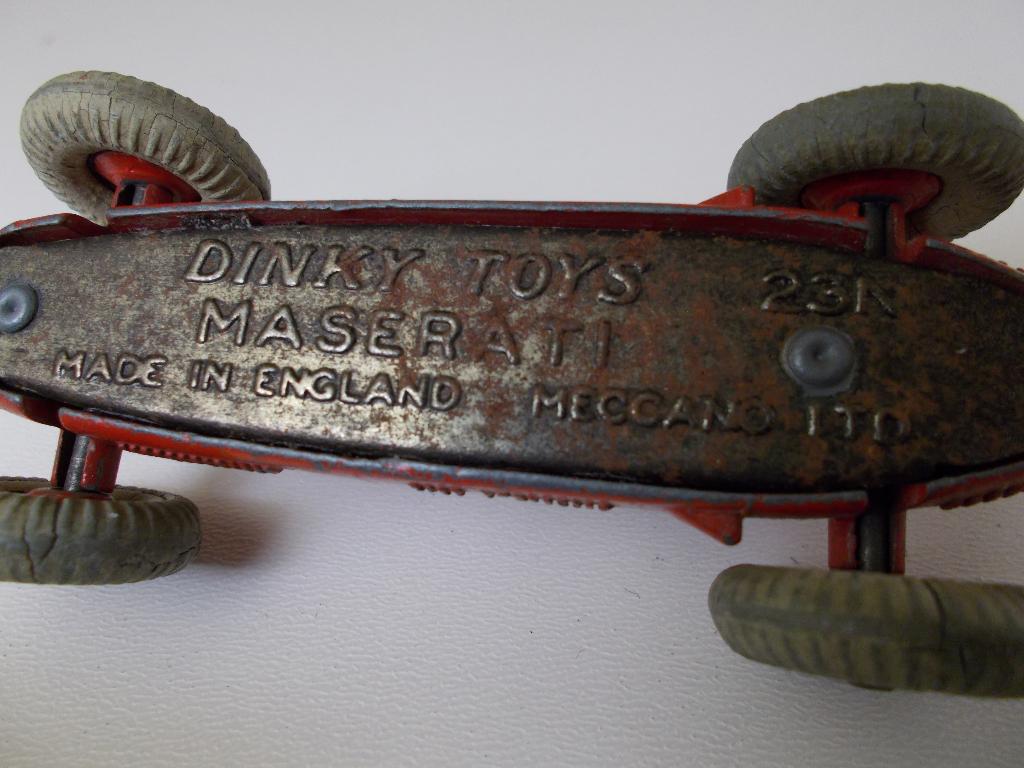 DINKY TOYS 23N
MASERATI
MADE IN ENGLAND MECCANO LTD